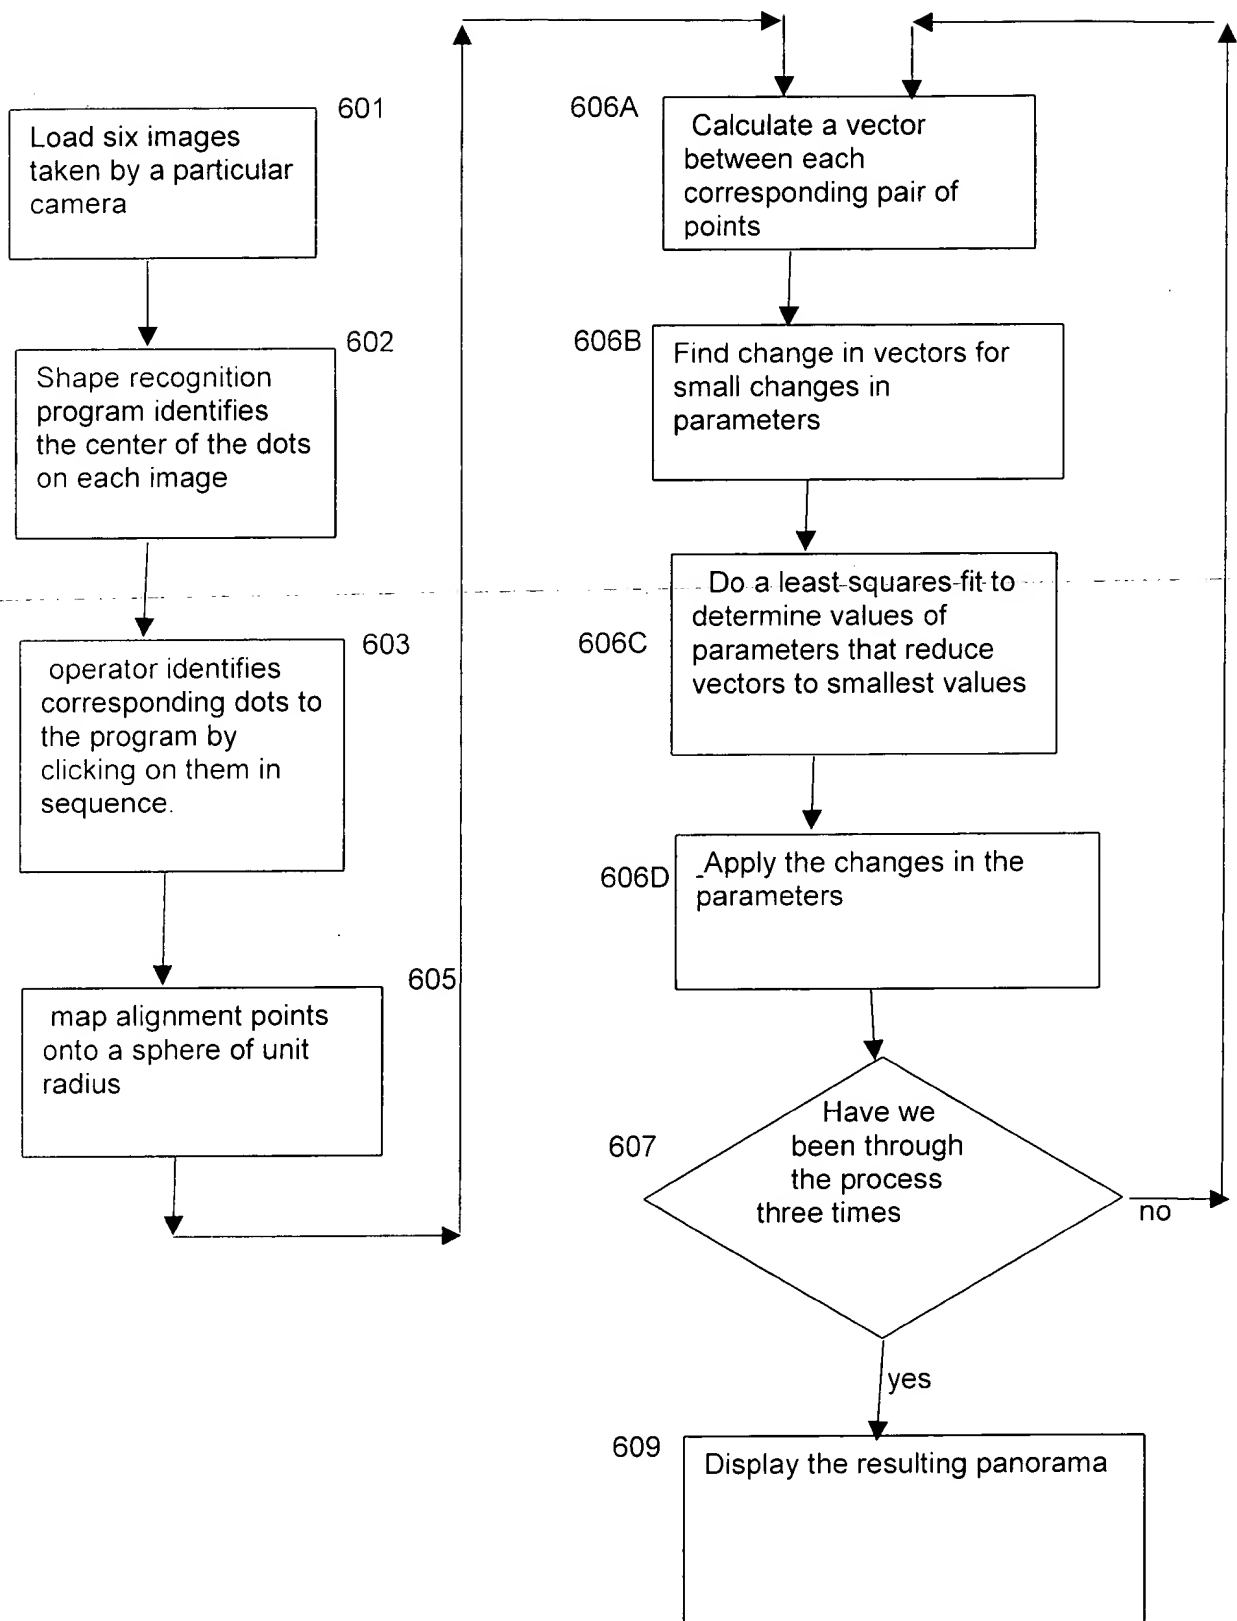 601
Load six images
taken by a particular
camera
602
Shape recognition
program identifies
the center of the dots
on each image
603
operator identifies
corresponding dots to
the program by
clicking on them in
sequence.
605
map alignment points
onto a sphere of unit
radius
606A
Calculate a vector
between each
corresponding pair of
points
606B
Find change in vectors for
small changes in
parameters
606C
Do a least squares fit to
determine values of
parameters that reduce
vectors to smallest values
606D
Apply the changes in the
parameters
607
Have we
been through
the process
three times
no
yes
609
Display the resulting panorama